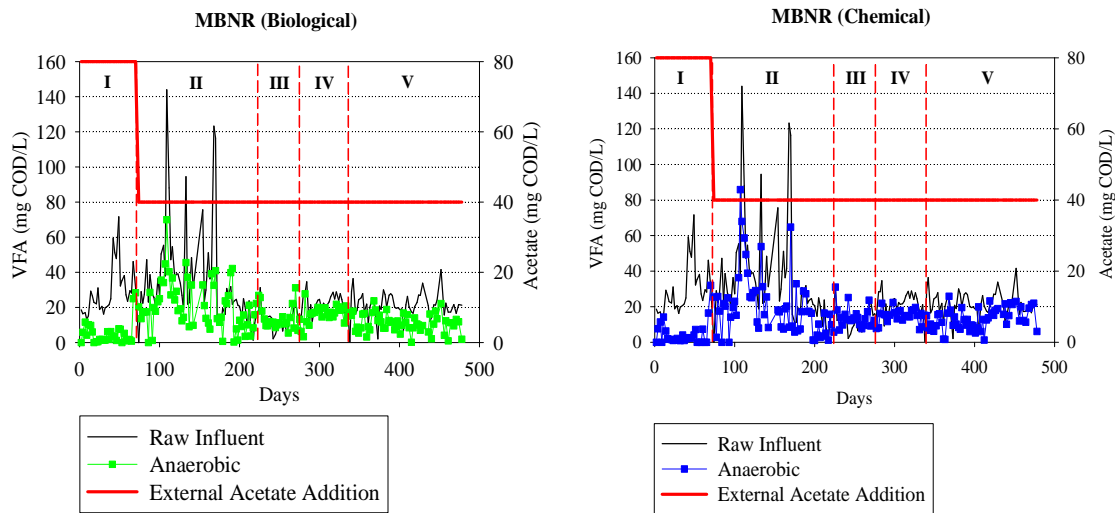 MBNR (Biological)
160
140
120
100
80
60
40
20
0
VFA (mg COD/L)
I
II
III
IV
V
80
60
40
20
0
Acetate (mg COD/L)
0
100
200
300
400
500
Days
Raw Influent
Anaerobic
External Acetate Addition
MBNR (Chemical)
160
140
120
100
80
60
40
20
0
VFA (mg COD/L)
I
II
III
IV
V
80
60
40
20
0
Acetate (mg COD/L)
0
100
200
300
400
500
Days
Raw Influent
Anaerobic
External Acetate Addition